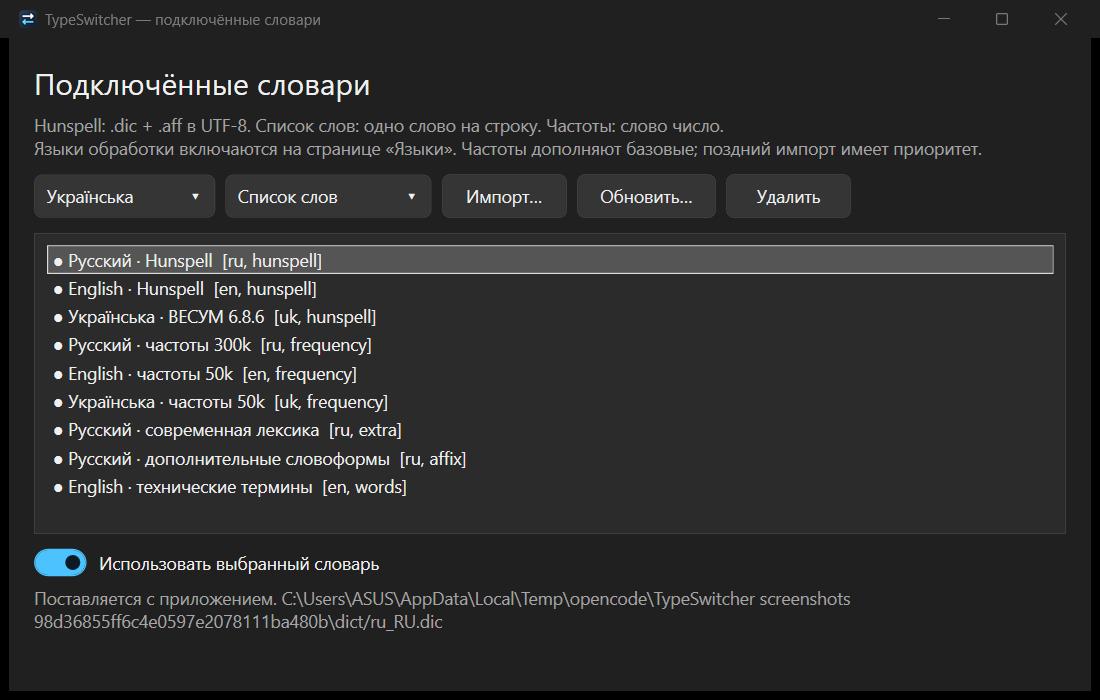 TypeSwitcher — подключённые словари
Подключённые словари
Hunspell: .dic + .aff в UTF-8. Список слов: одно слово на строку. Частоты: слово число.
Языки обработки включаются на странице «Языки». Частоты дополняют базовые; поздний импорт имеет приоритет.
Українська Список слов Импорт... Обновить... Удалить
● Русский · Hunspell [ru, hunspell]
● English · Hunspell [en, hunspell]
● Українська · ВЕСУМ 6.8.6 [uk, hunspell]
● Русский · частоты 300k [ru, frequency]
● English · частоты 50k [en, frequency]
● Українська · частоты 50k [uk, frequency]
● Русский · современная лексика [ru, extra]
● Русский · дополнительные словоформы [ru, affix]
● English · технические термины [en, words]
Использовать выбранный словарь
Поставляется с приложением. C:\Users\ASUS\AppData\Local\Temp\opencode\TypeSwitcher screenshots
98d36855ff6c4e0597e2078111ba480b\dict/ru_RU.dic